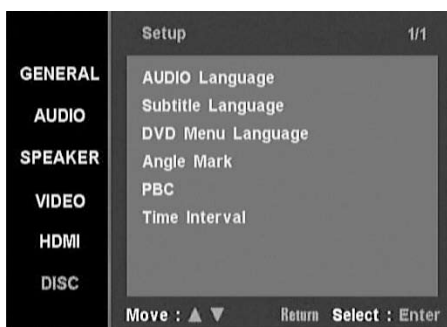 Setup 1/1
GENERAL
AUDIO
SPEAKER
VIDEO
HDMI
DISC
AUDIO Language
Subtitle Language
DVD Menu Language
Angle Mark
PBC
Time Interval
Move : ▲ ▼ Return Select : Enter